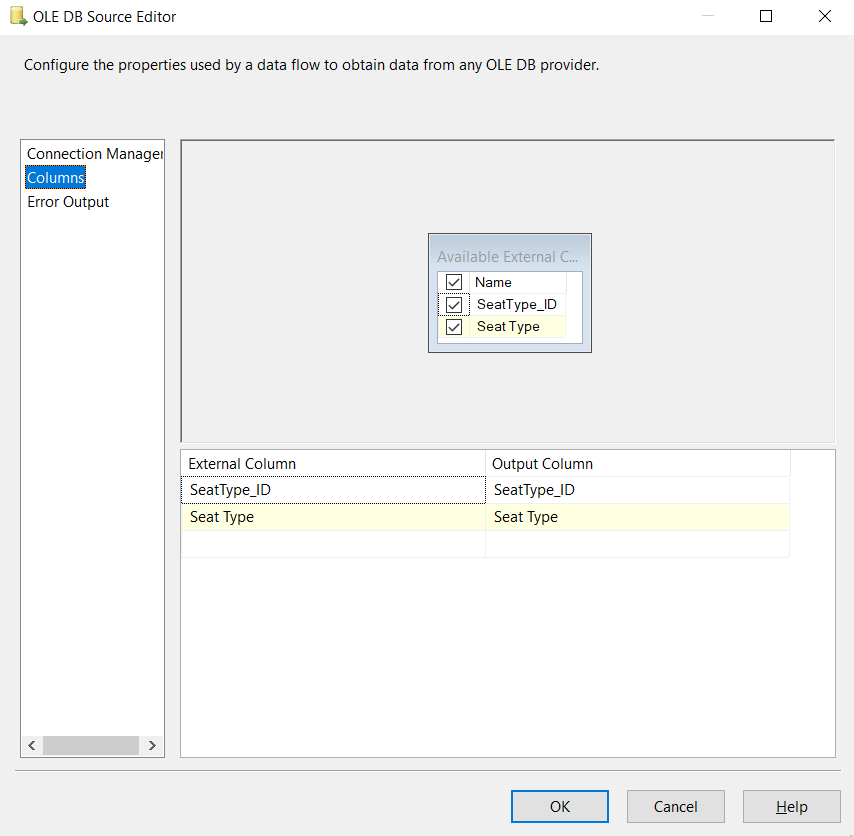 OLE DB Source Editor
Configure the properties used by a data flow to obtain data from any OLE DB provider.
Connection Manager
Columns
Error Output
Available External C...
Name
SeatType_ID
Seat Type
External Column Output Column
SeatType_ID SeatType_ID
Seat Type Seat Type
OK Cancel Help